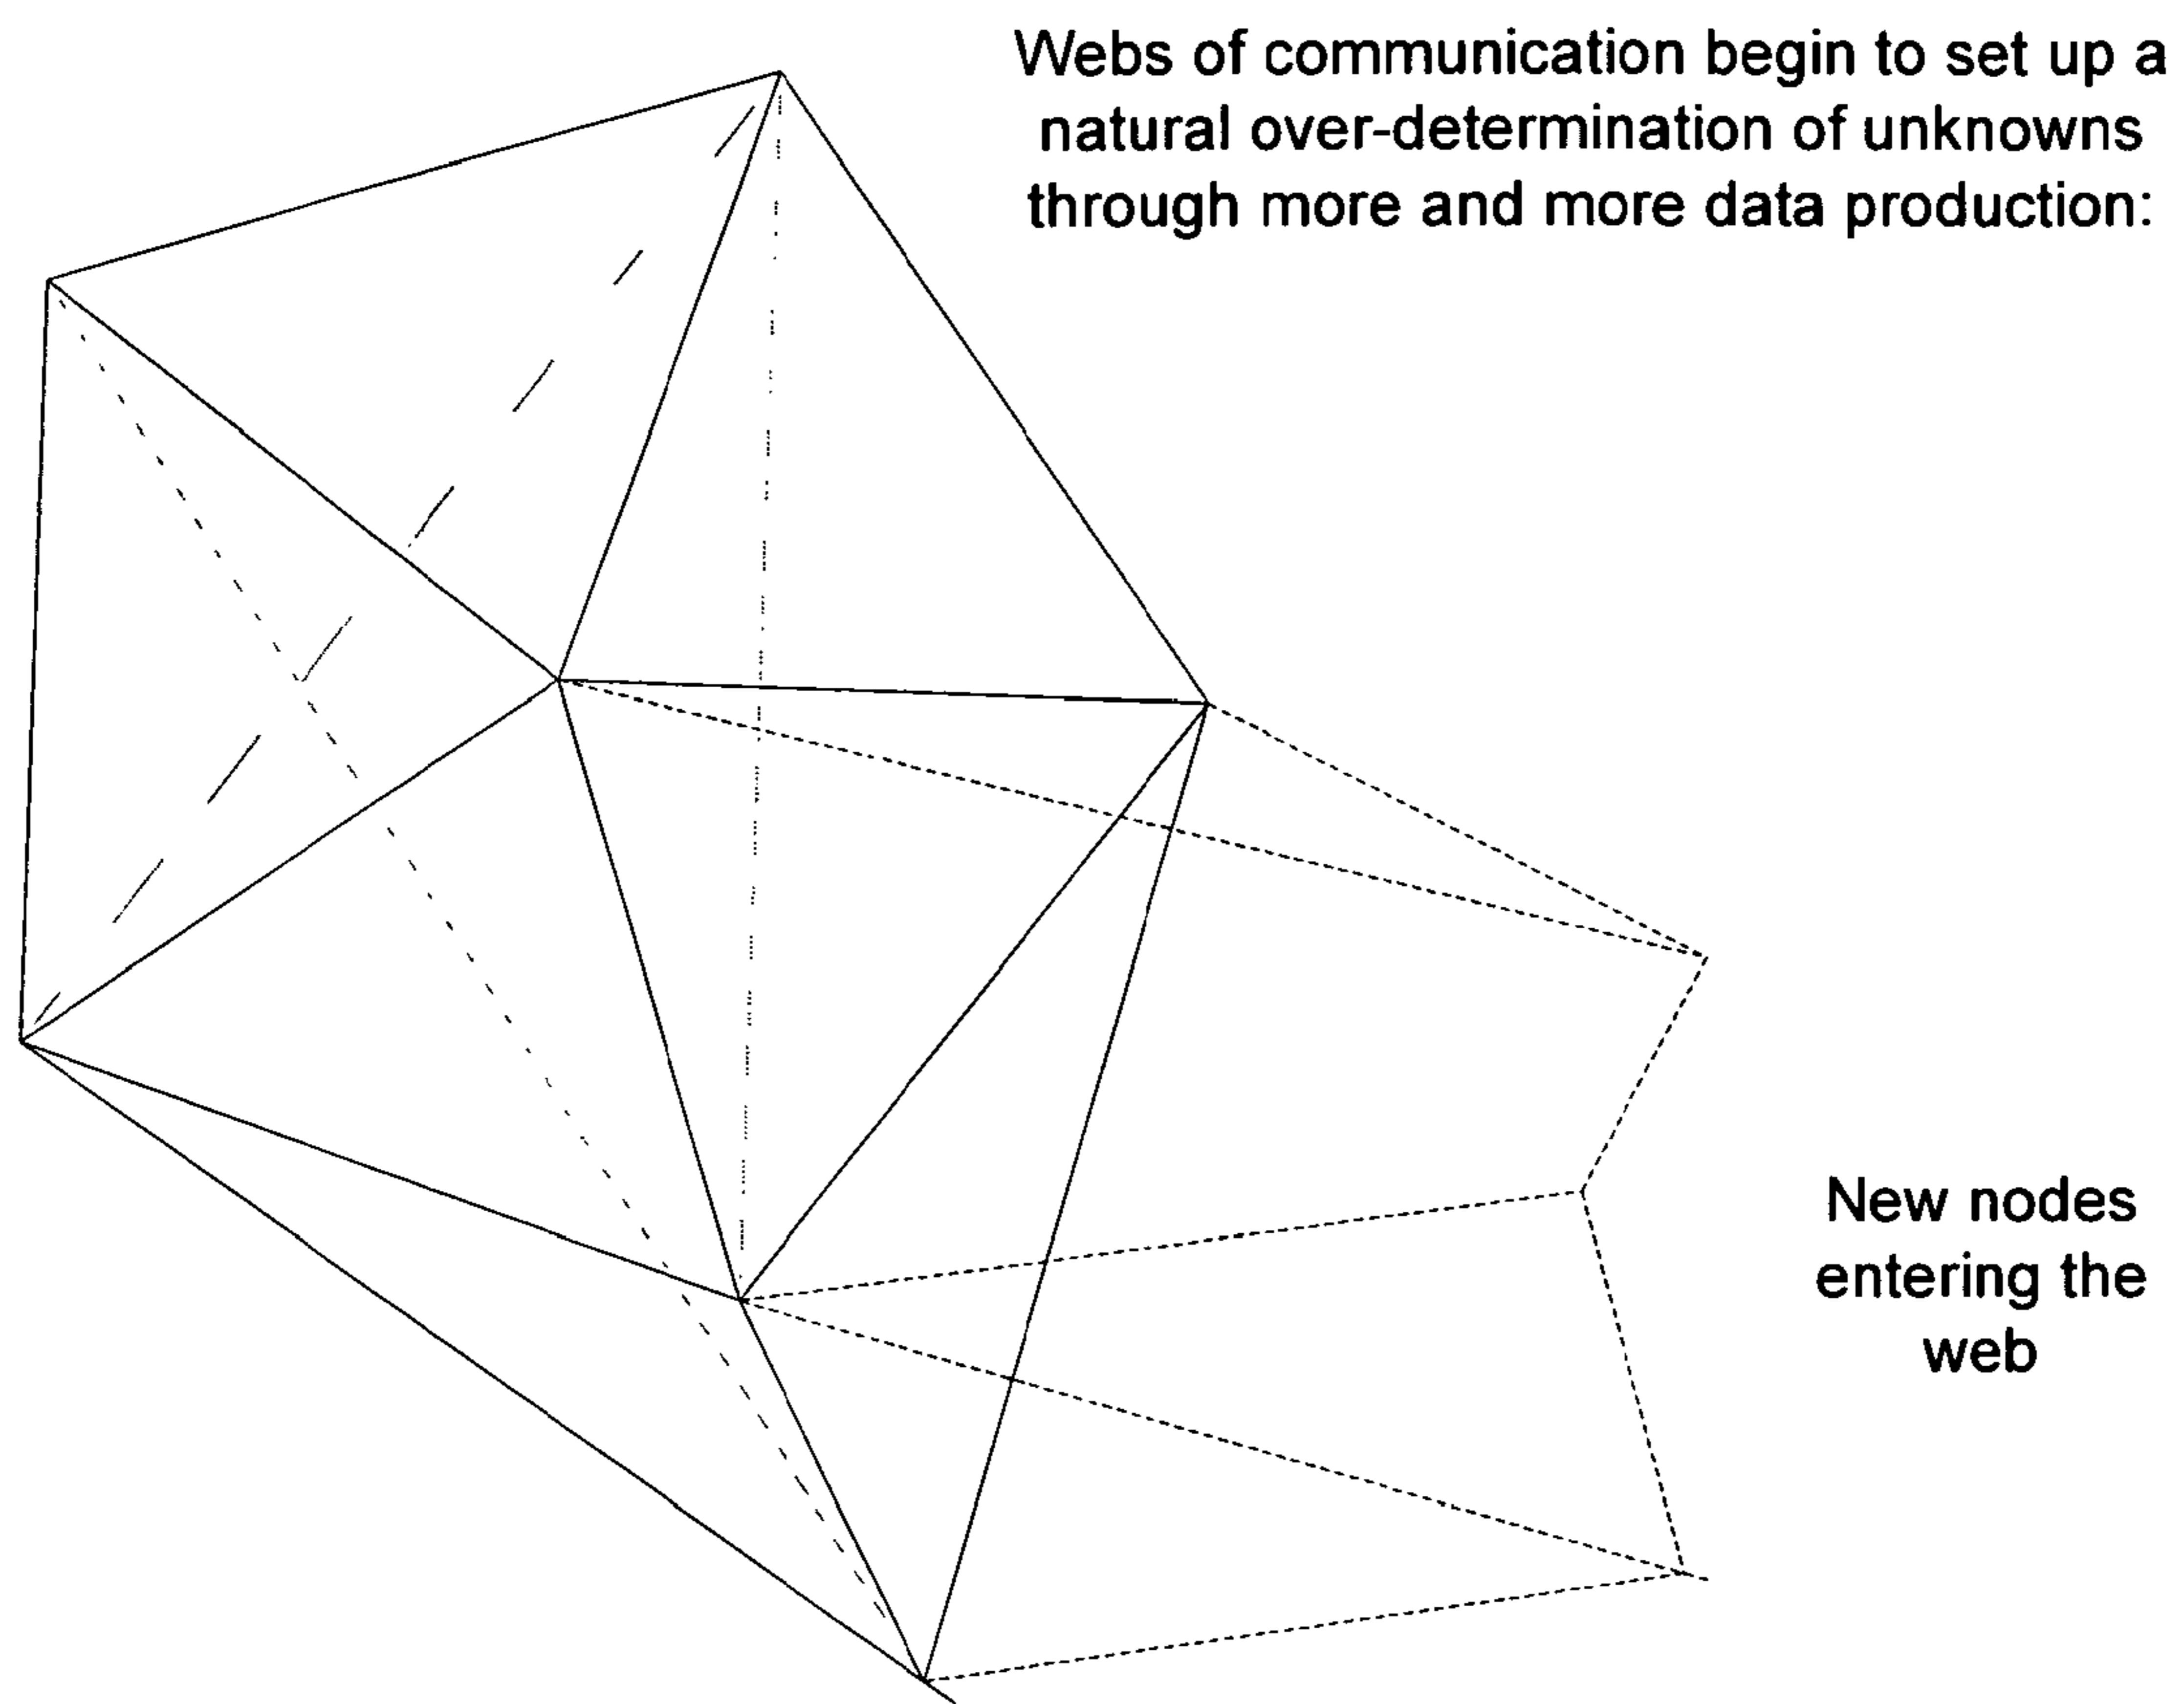 Webs of communication begin to set up a
natural over-determination of unknowns
through more and more data production:
New nodes
entering the
web